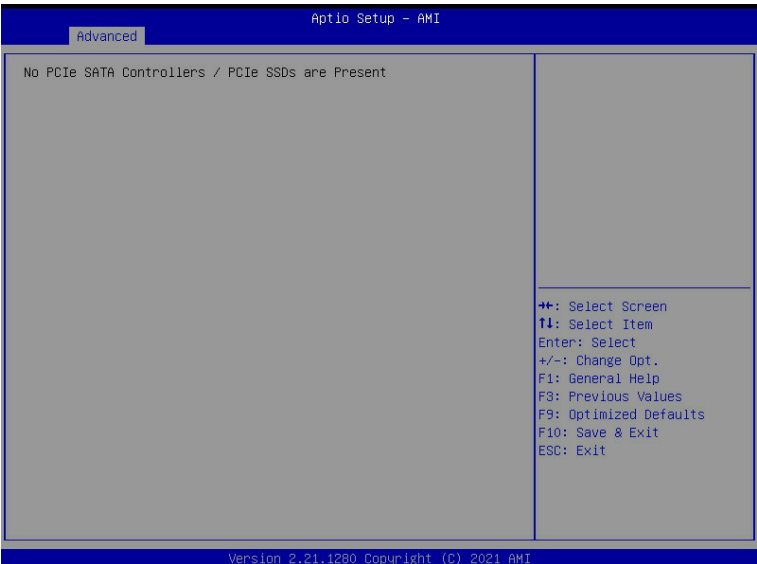 Aptio Setup – AMI
Advanced
No PCIe SATA Controllers / PCIe SSDs are Present
→←: Select Screen
↑↓: Select Item
Enter: Select
+/-: Change Opt.
F1: General Help
F3: Previous Values
F9: Optimized Defaults
F10: Save & Exit
ESC: Exit
Version 2.21.1280 Copyright (C) 2021 AMI